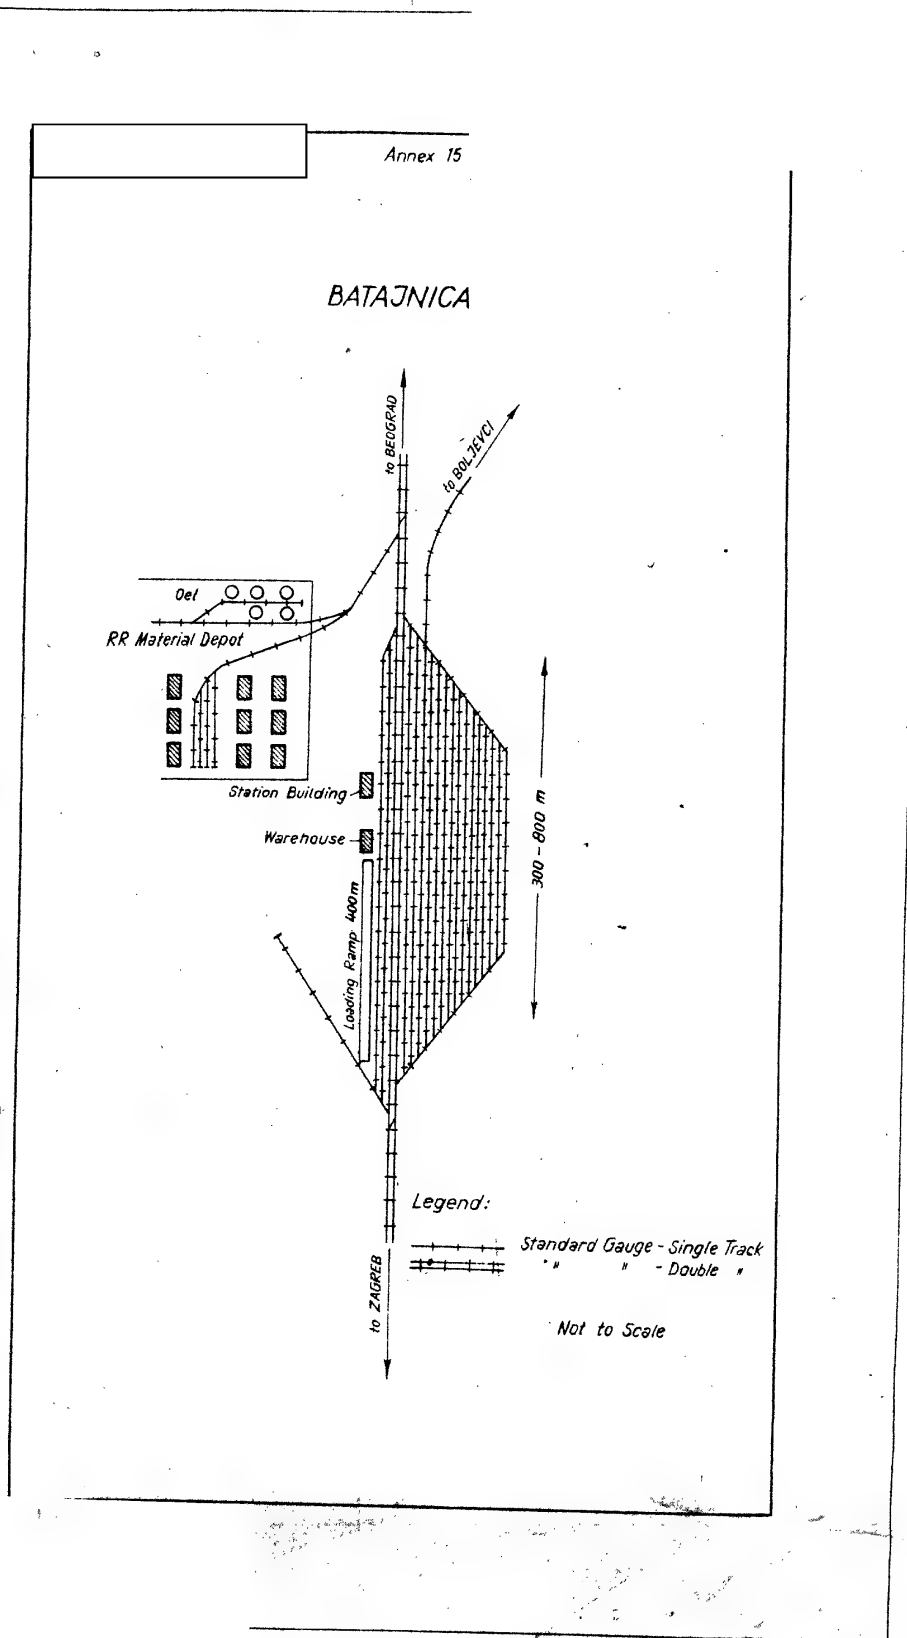 Annex 15
BATAJNICA
to BEOGRAD
to BOLJEVCI
Oel
RR Material Depot
Station Building
Warehouse
300 - 800 m
Loading Ramp 400m
Legend:
Standard Gauge - Single Track
" " - Double "
to ZAGREB
Not to Scale